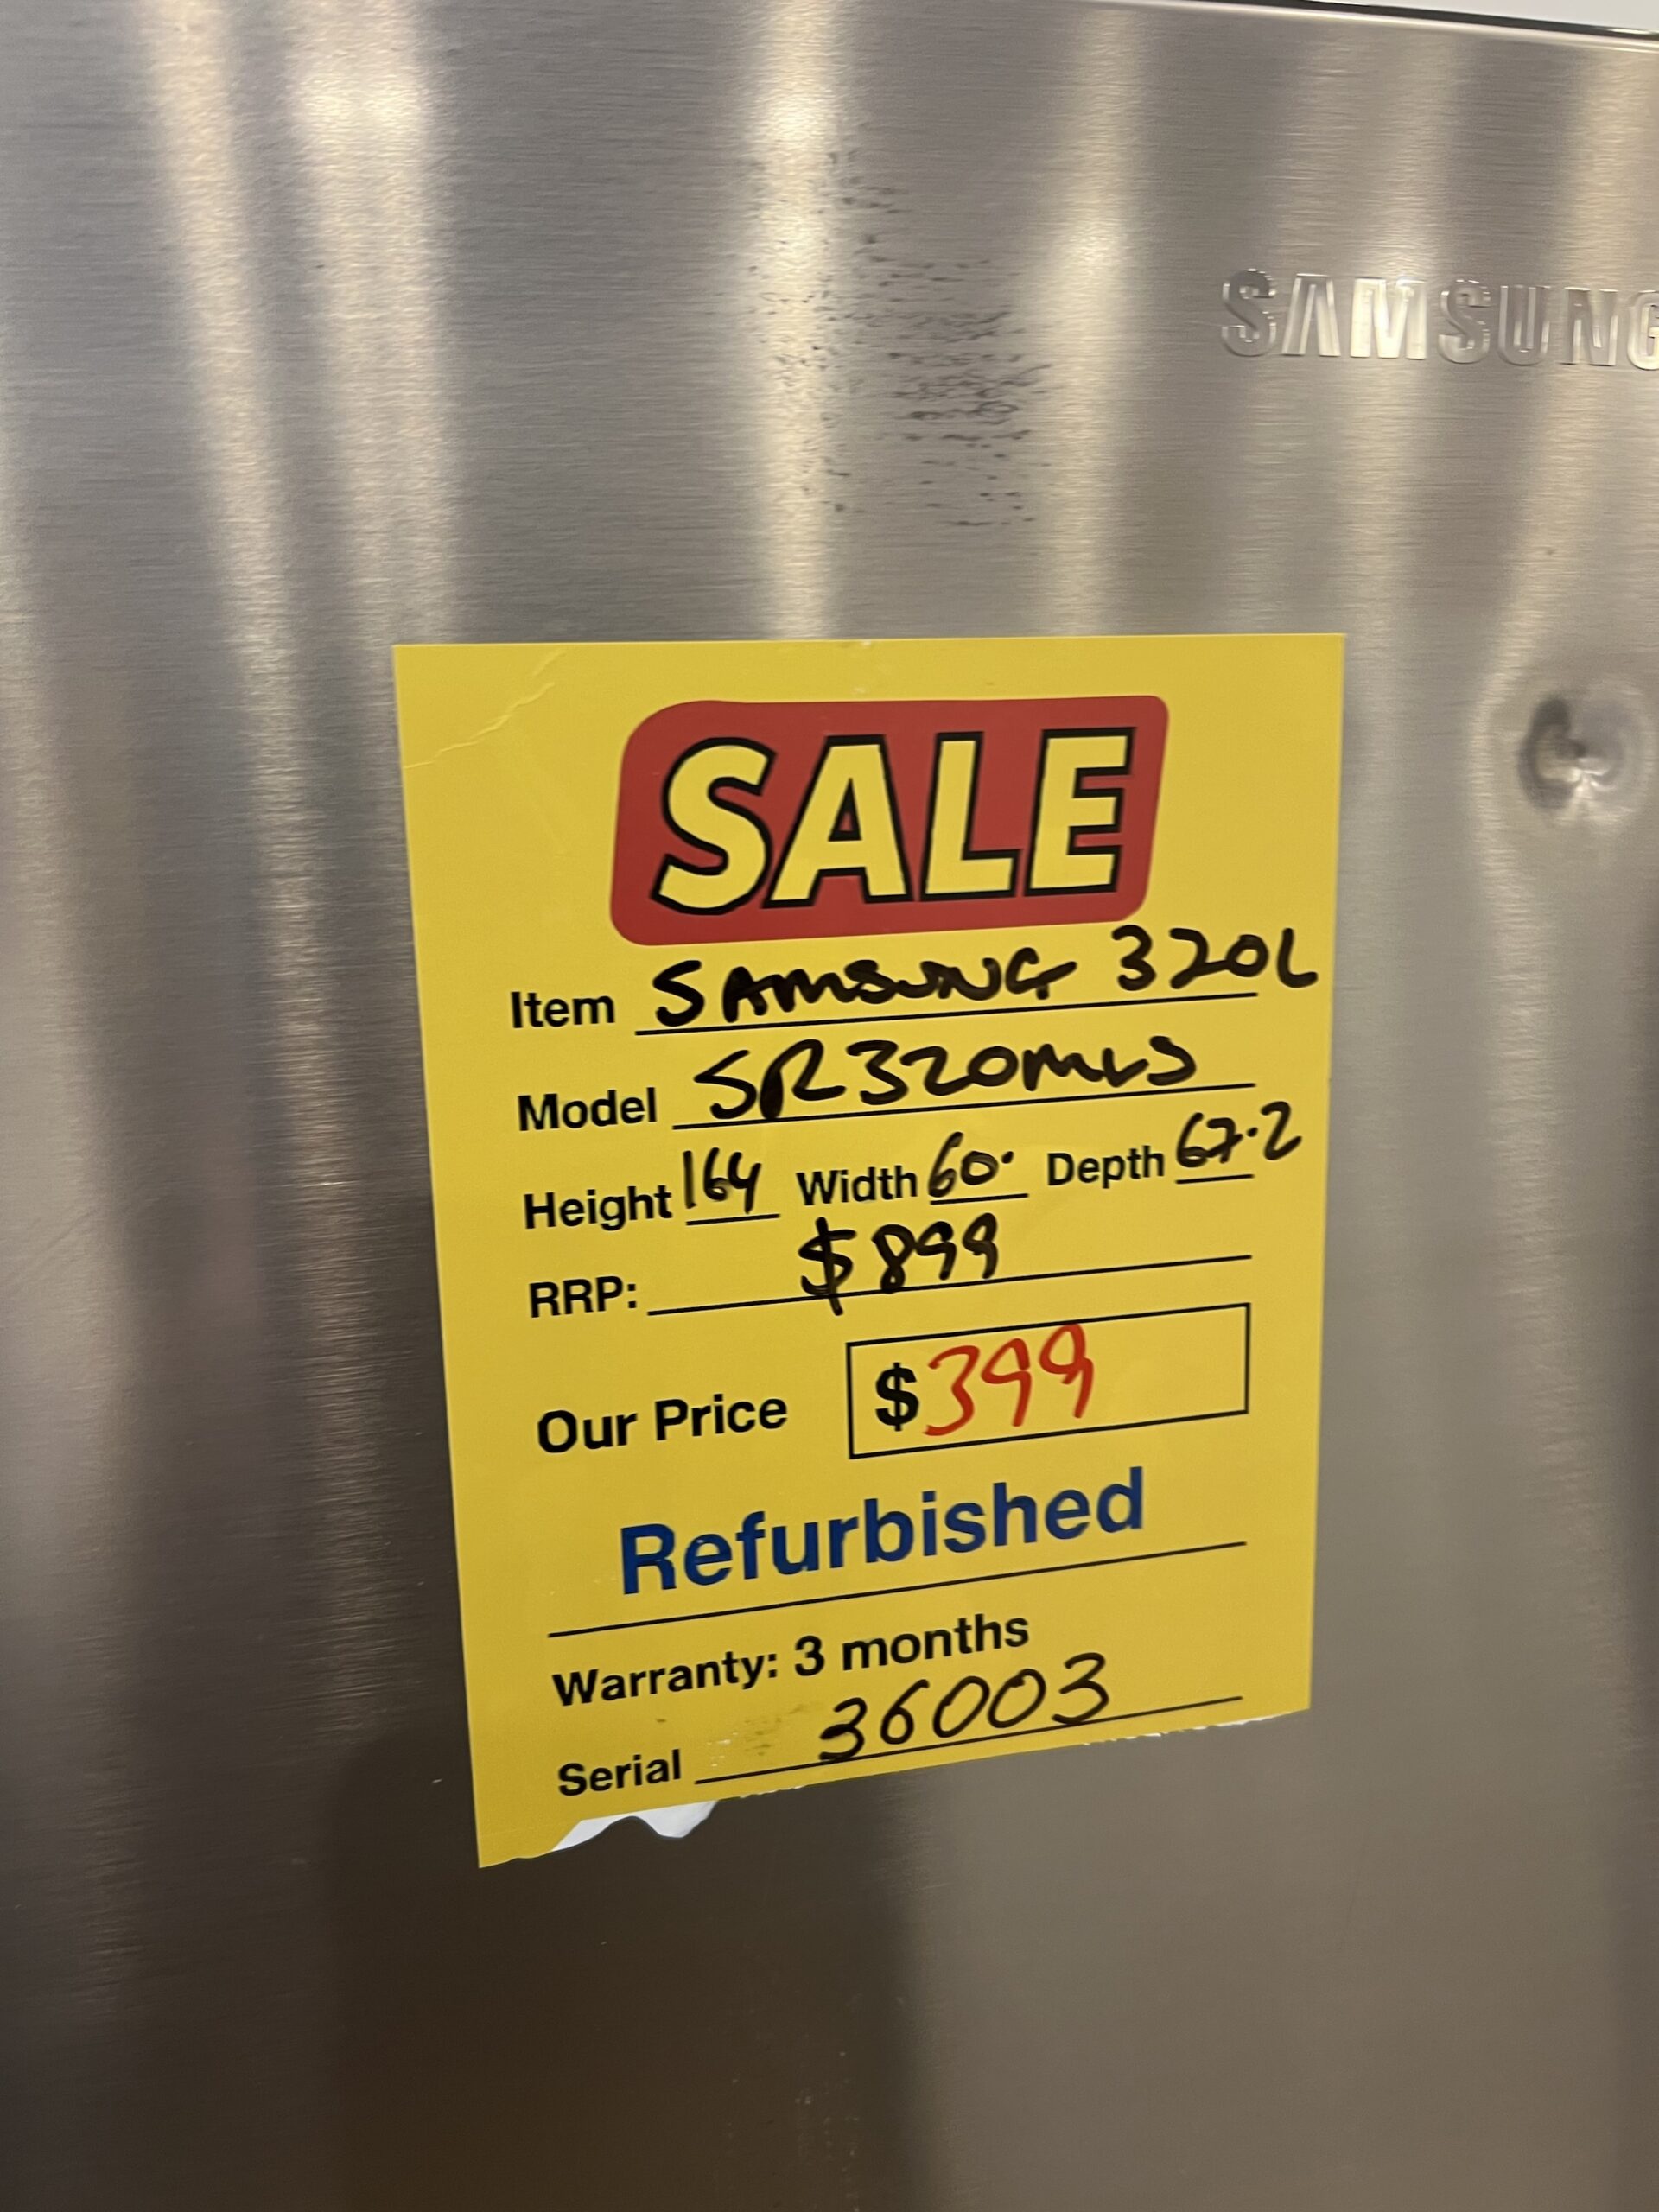 SAMSUNG
SALE
Item SAMSUNG 320L
Model SR320MLS
Height 164 Width 60. Depth 67.2
RRP: $899
Our Price $399
Refurbished
Warranty: 3 months
Serial 36003